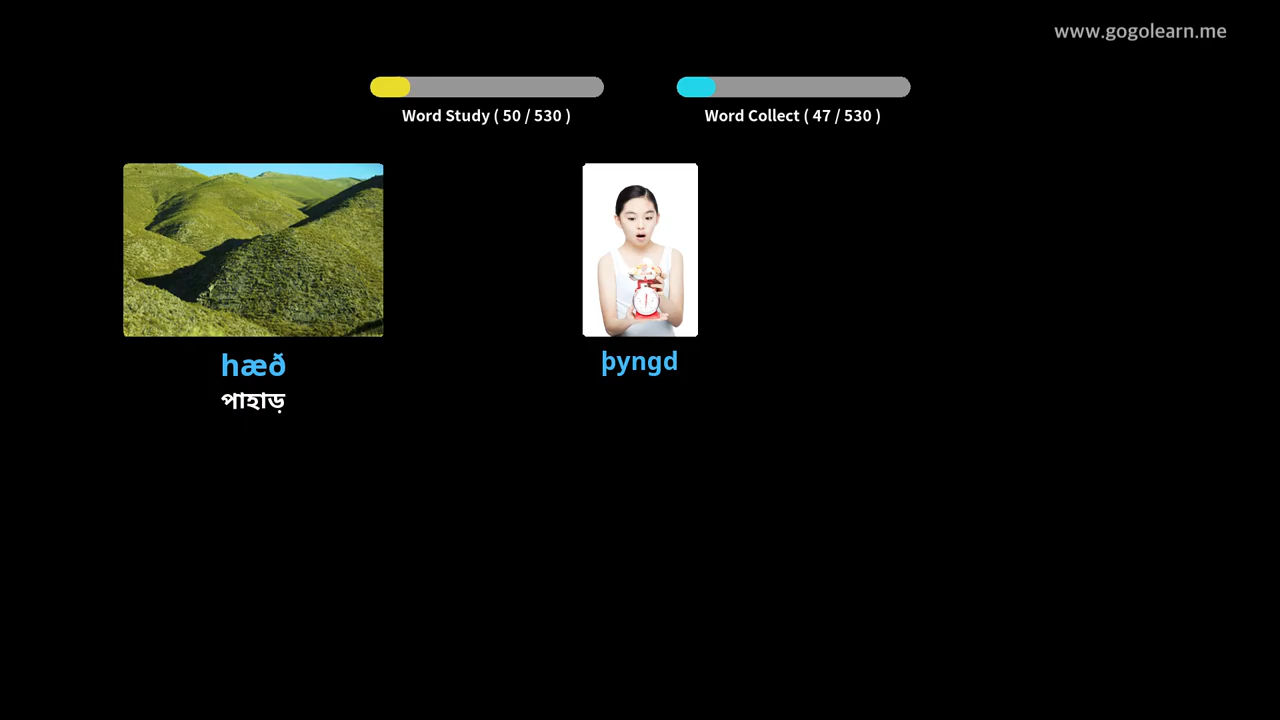 www.gogolearn.me
Word Study ( 50 / 530 )
Word Collect ( 47 / 530 )
hæð
পাহাড়
þyngd